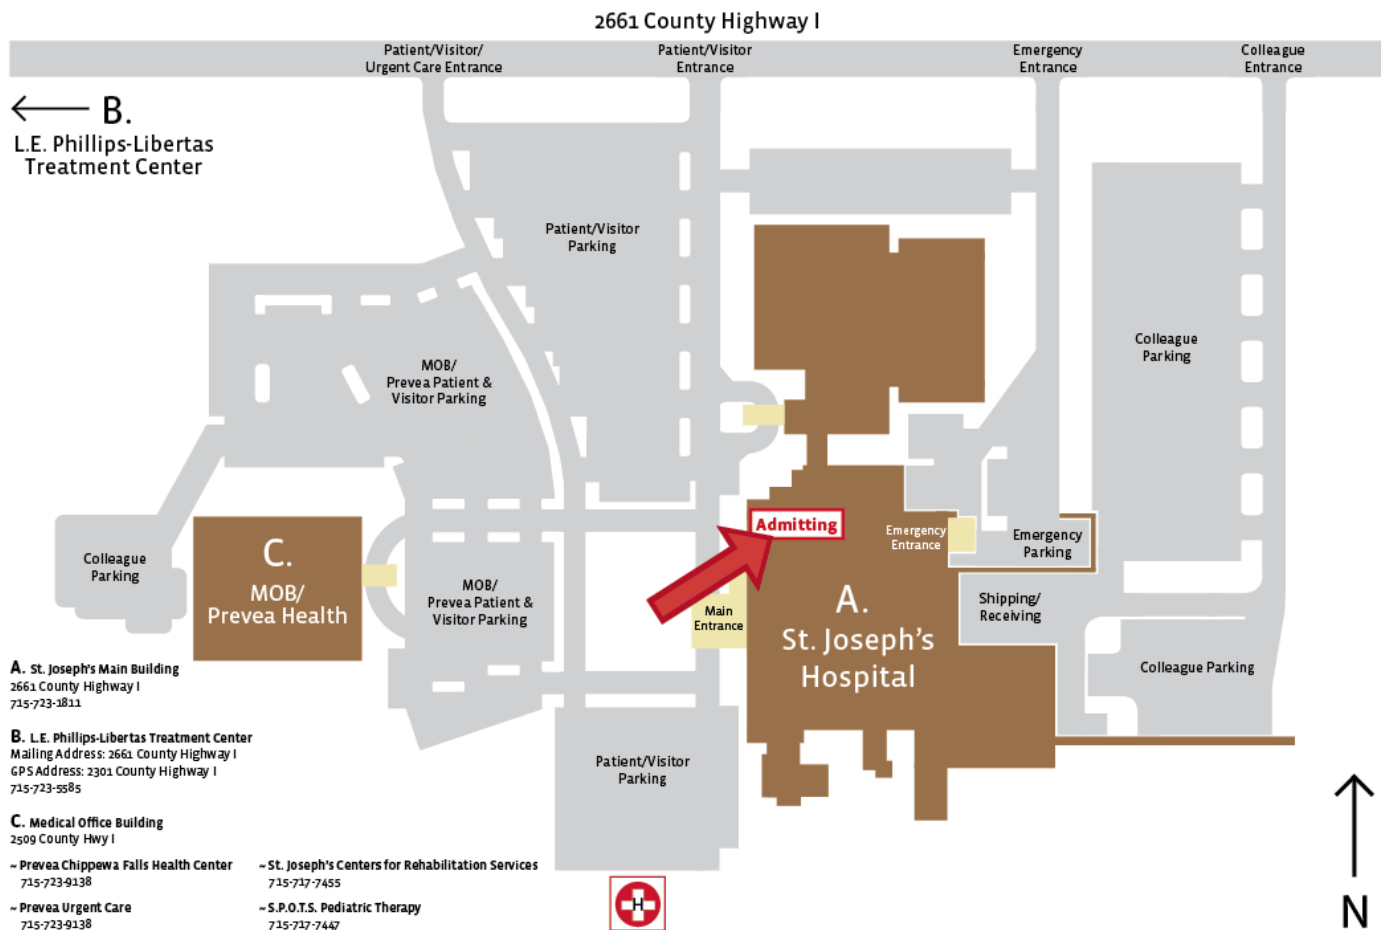 2661 County Highway I
Patient/Visitor/
Urgent Care Entrance
Patient/Visitor
Entrance
Emergency
Entrance
Colleague
Entrance
B.
L.E. Phillips-Libertas
Treatment Center
Patient/Visitor
Parking
Colleague
Parking
MOB/
Prevea Patient &
Visitor Parking
Admitting
Emergency
Entrance
Emergency
Parking
Colleague
Parking
C.
MOB/
Prevea Health
MOB/
Prevea Patient &
Visitor Parking
Main
Entrance
A.
St. Joseph's
Hospital
Shipping/
Receiving
Colleague Parking
A. St. Joseph's Main Building
2661 County Highway I
715-723-1811
B. L.E. Phillips-Libertas Treatment Center
Mailing Address: 2661 County Highway I
GPS Address: 2301 County Highway I
715-723-5585
Patient/Visitor
Parking
C. Medical Office Building
2509 County Hwy I
~ Prevea Chippewa Falls Health Center
715-723-9138
~ St. Joseph's Centers for Rehabilitation Services
715-717-7455
~ Prevea Urgent Care
715-723-9138
~ S.P.O.T.S. Pediatric Therapy
715-717-7447
H
N